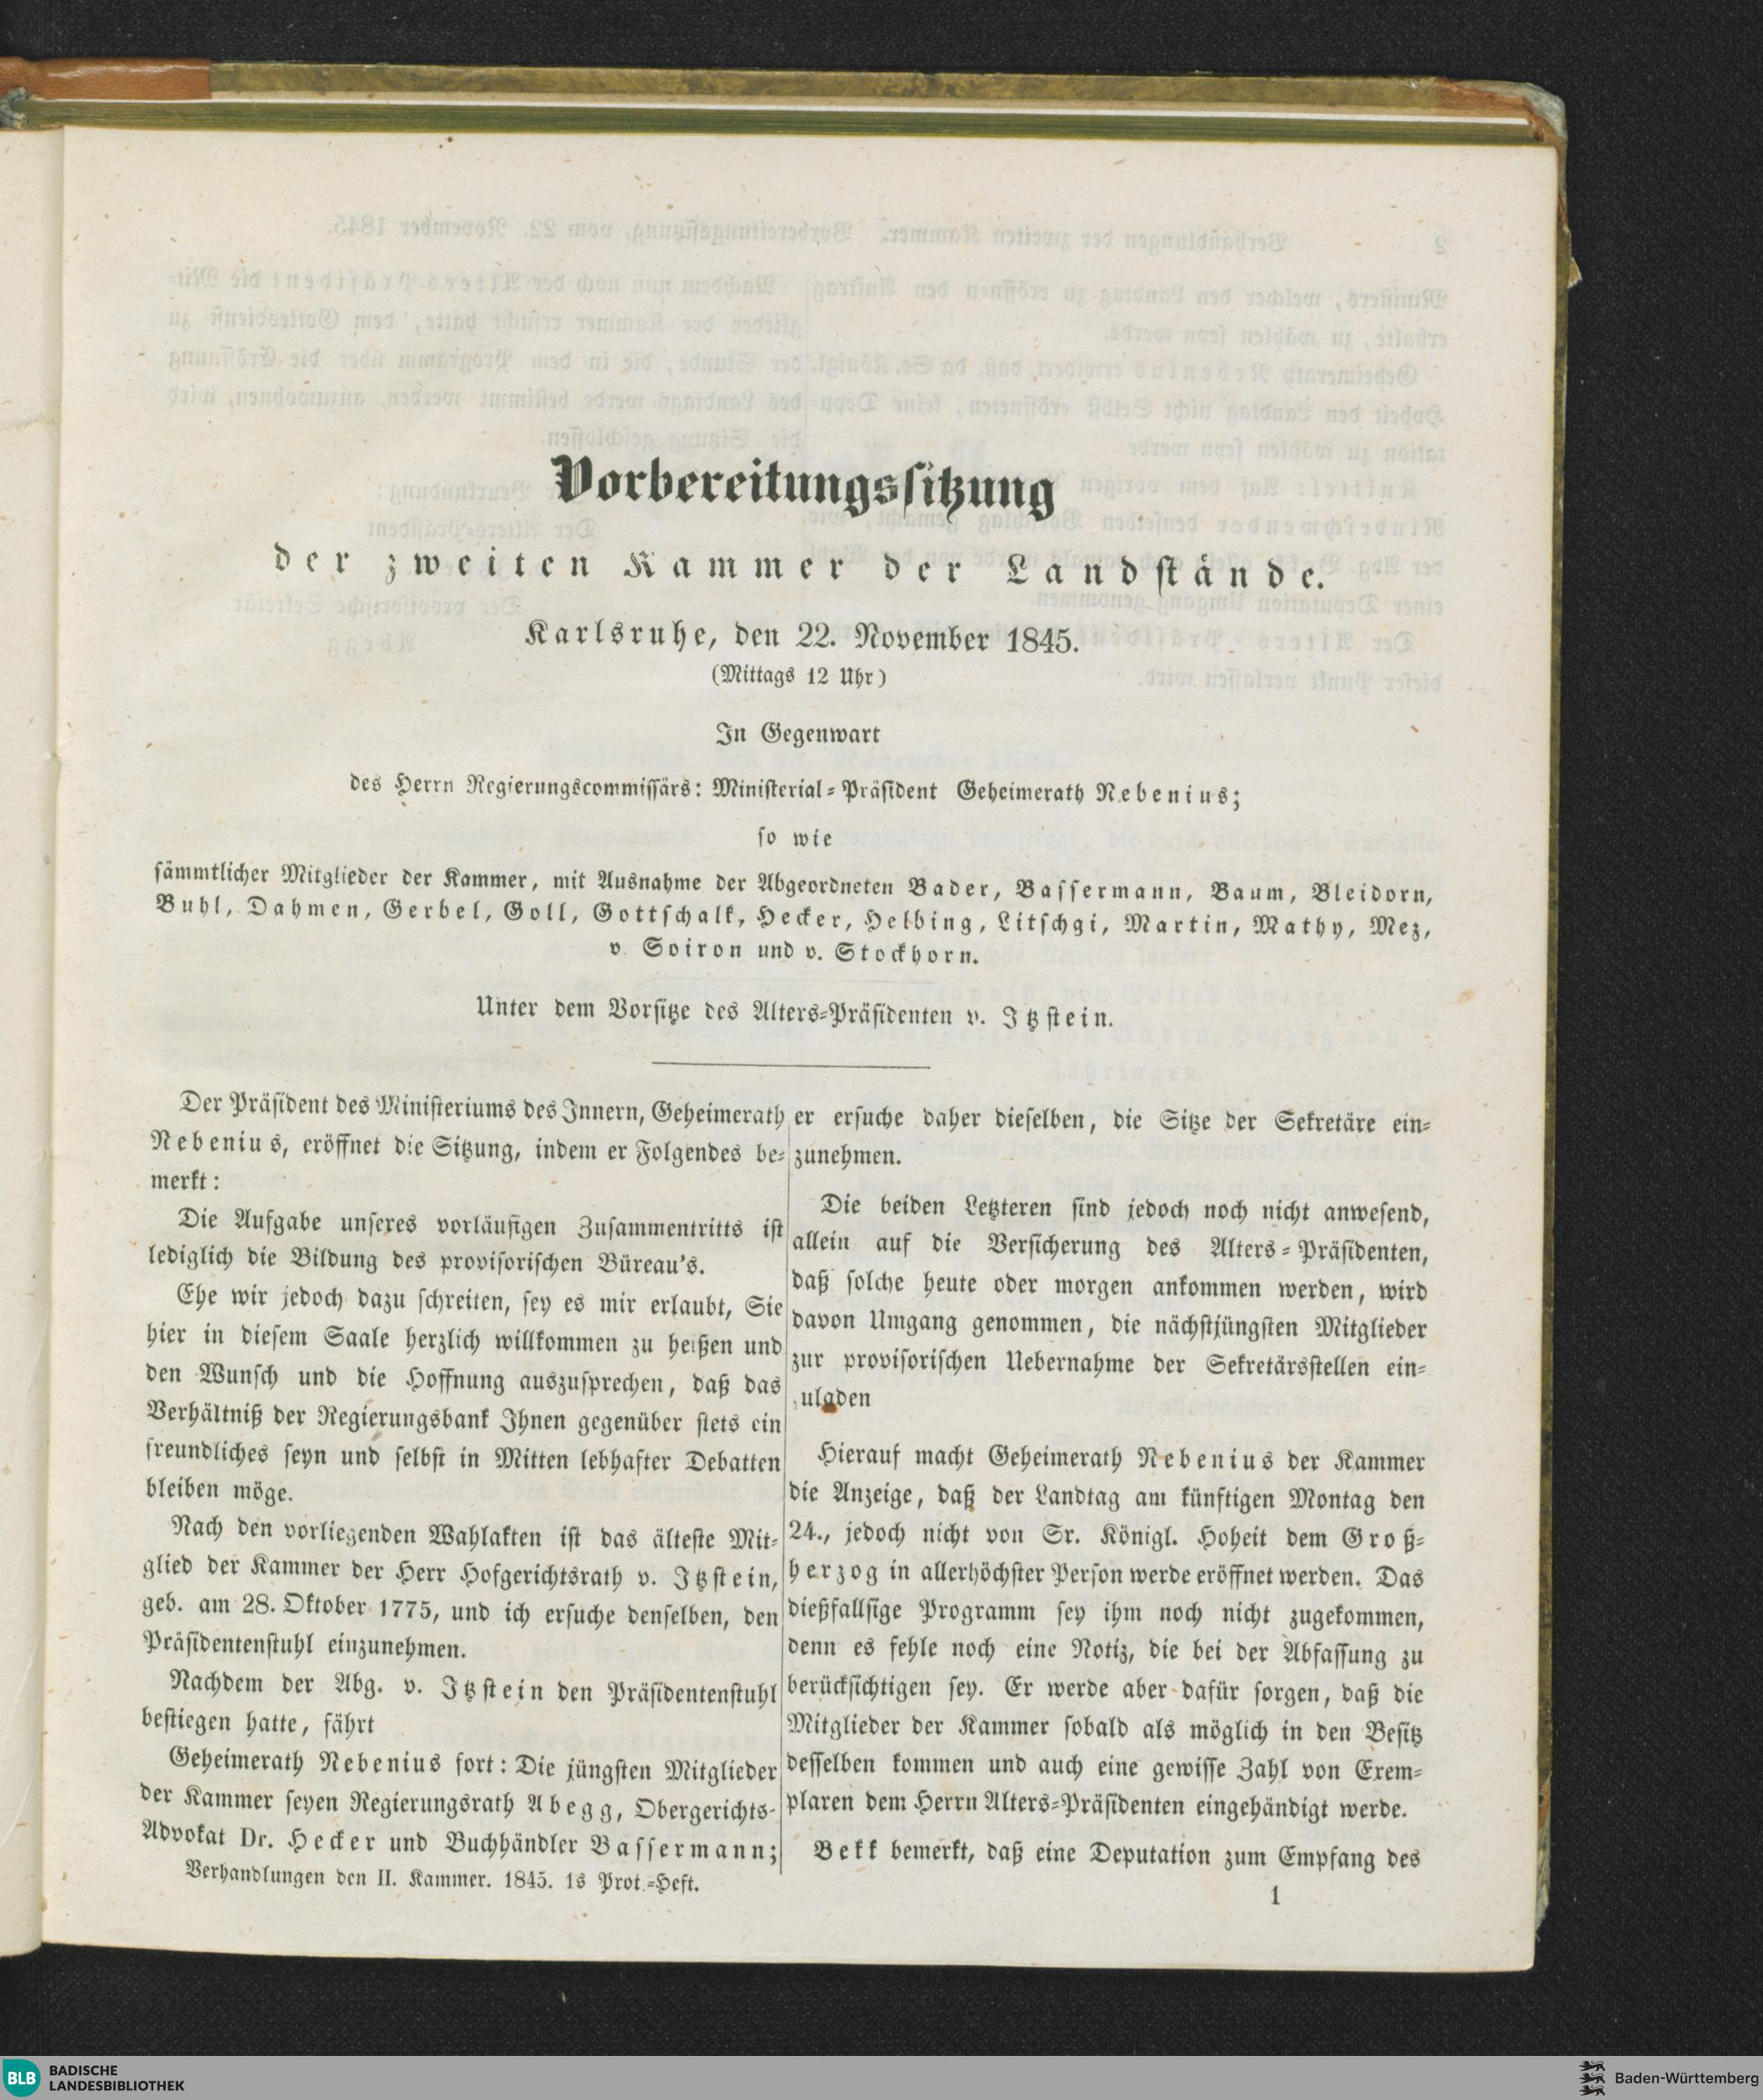 Vorbereitungssitzung
der zweiten Kammer der Landstände.
Karlsruhe, den 22. November 1845.
(Mittags 12 Uhr)
In Gegenwart
des Herrn Regierungscommissärs: Ministerial-Präsident Geheimerath Nebenius;
so wie
sämmtlicher Mitglieder der Kammer, mit Ausnahme der Abgeordneten Bader, Bassermann, Baum, Bleidorn,
Buhl, Dahmen, Gerbel, Goll, Gottschalk, Hecker, Helbing, Litschgi, Martin, Mathy, Mez,
v. Soiron und v. Stockhorn.
Unter dem Vorsitze des Alters-Präsidenten v. Itzstein.
Der Präsident des Ministeriums des Innern, Geheimerath
Nebenius, eröffnet die Sitzung, indem er Folgendes be-
merkt:
Die Aufgabe unseres vorläufigen Zusammentritts ist
lediglich die Bildung des provisorischen Büreau's.
Ehe wir jedoch dazu schreiten, sey es mir erlaubt, Sie
hier in diesem Saale herzlich willkommen zu heißen und
den Wunsch und die Hoffnung auszusprechen, daß das
Verhältniß der Regierungsbank Ihnen gegenüber stets ein
freundliches seyn und selbst in Mitten lebhafter Debatten
bleiben möge.
Nach den vorliegenden Wahlakten ist das älteste Mit-
glied der Kammer der Herr Hofgerichtsrath v. Itzstein,
geb. am 28. Oktober 1775, und ich ersuche denselben, den
Präsidentenstuhl einzunehmen.
Nachdem der Abg. v. Itzstein den Präsidentenstuhl
bestiegen hatte, fährt
Geheimerath Nebenius fort: Die jüngsten Mitglieder
der Kammer seyen Regierungsrath Abegg, Obergerichts-
Advokat Dr. Hecker und Buchhändler Bassermann;
Verhandlungen den II. Kammer. 1845. 1s Prot.-Heft.
er ersuche daher dieselben, die Sitze der Sekretäre ein-
zunehmen.
Die beiden Letzteren sind jedoch noch nicht anwesend,
allein auf die Versicherung des Alters-Präsidenten,
daß solche heute oder morgen ankommen werden, wird
davon Umgang genommen, die nächstjüngsten Mitglieder
zur provisorischen Uebernahme der Sekretärsstellen ein-
uladen
Hierauf macht Geheimerath Nebenius der Kammer
die Anzeige, daß der Landtag am künftigen Montag den
24., jedoch nicht von Sr. Königl. Hoheit dem Groß-
herzog in allerhöchster Person werde eröffnet werden. Das
dießfallsige Programm sey ihm noch nicht zugekommen,
denn es fehle noch eine Notiz, die bei der Abfassung zu
berücksichtigen sey. Er werde aber dafür sorgen, daß die
Mitglieder der Kammer sobald als möglich in den Besitz
desselben kommen und auch eine gewisse Zahl von Exem-
plaren dem Herrn Alters-Präsidenten eingehändigt werde.
Bekk bemerkt, daß eine Deputation zum Empfang des
1
BLB BADISCHE
LANDESBIBLIOTHEK
Baden-Württemberg